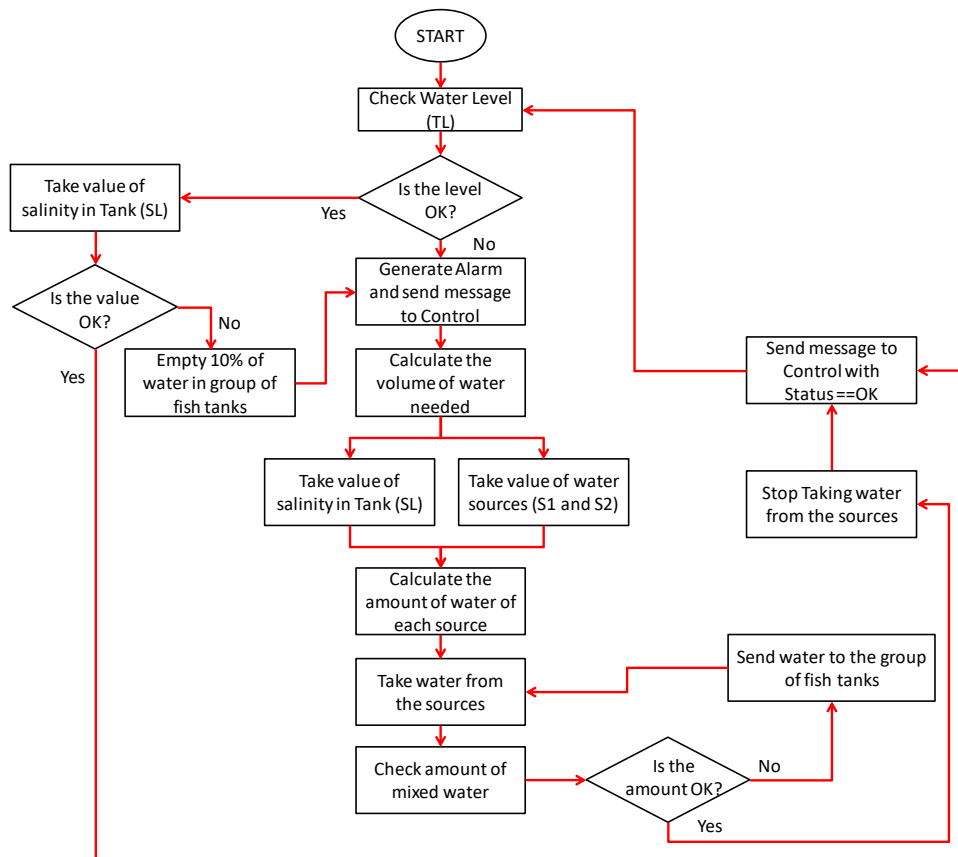 START
Check Water Level
(TL)
Is the level
OK?
Yes
No
Take value of
salinity in Tank (SL)
Is the value
OK?
No
Yes
Empty 10% of
water in group of
fish tanks
Generate Alarm
and send message
to Control
Calculate the
volume of water
needed
Take value of
salinity in Tank (SL)
Take value of water
sources (S1 and S2)
Calculate the
amount of water of
each source
Take water from
the sources
Check amount of
mixed water
Is the
amount OK?
No
Yes
Send water to the group
of fish tanks
Stop Taking water
from the sources
Send message to
Control with
Status ==OK